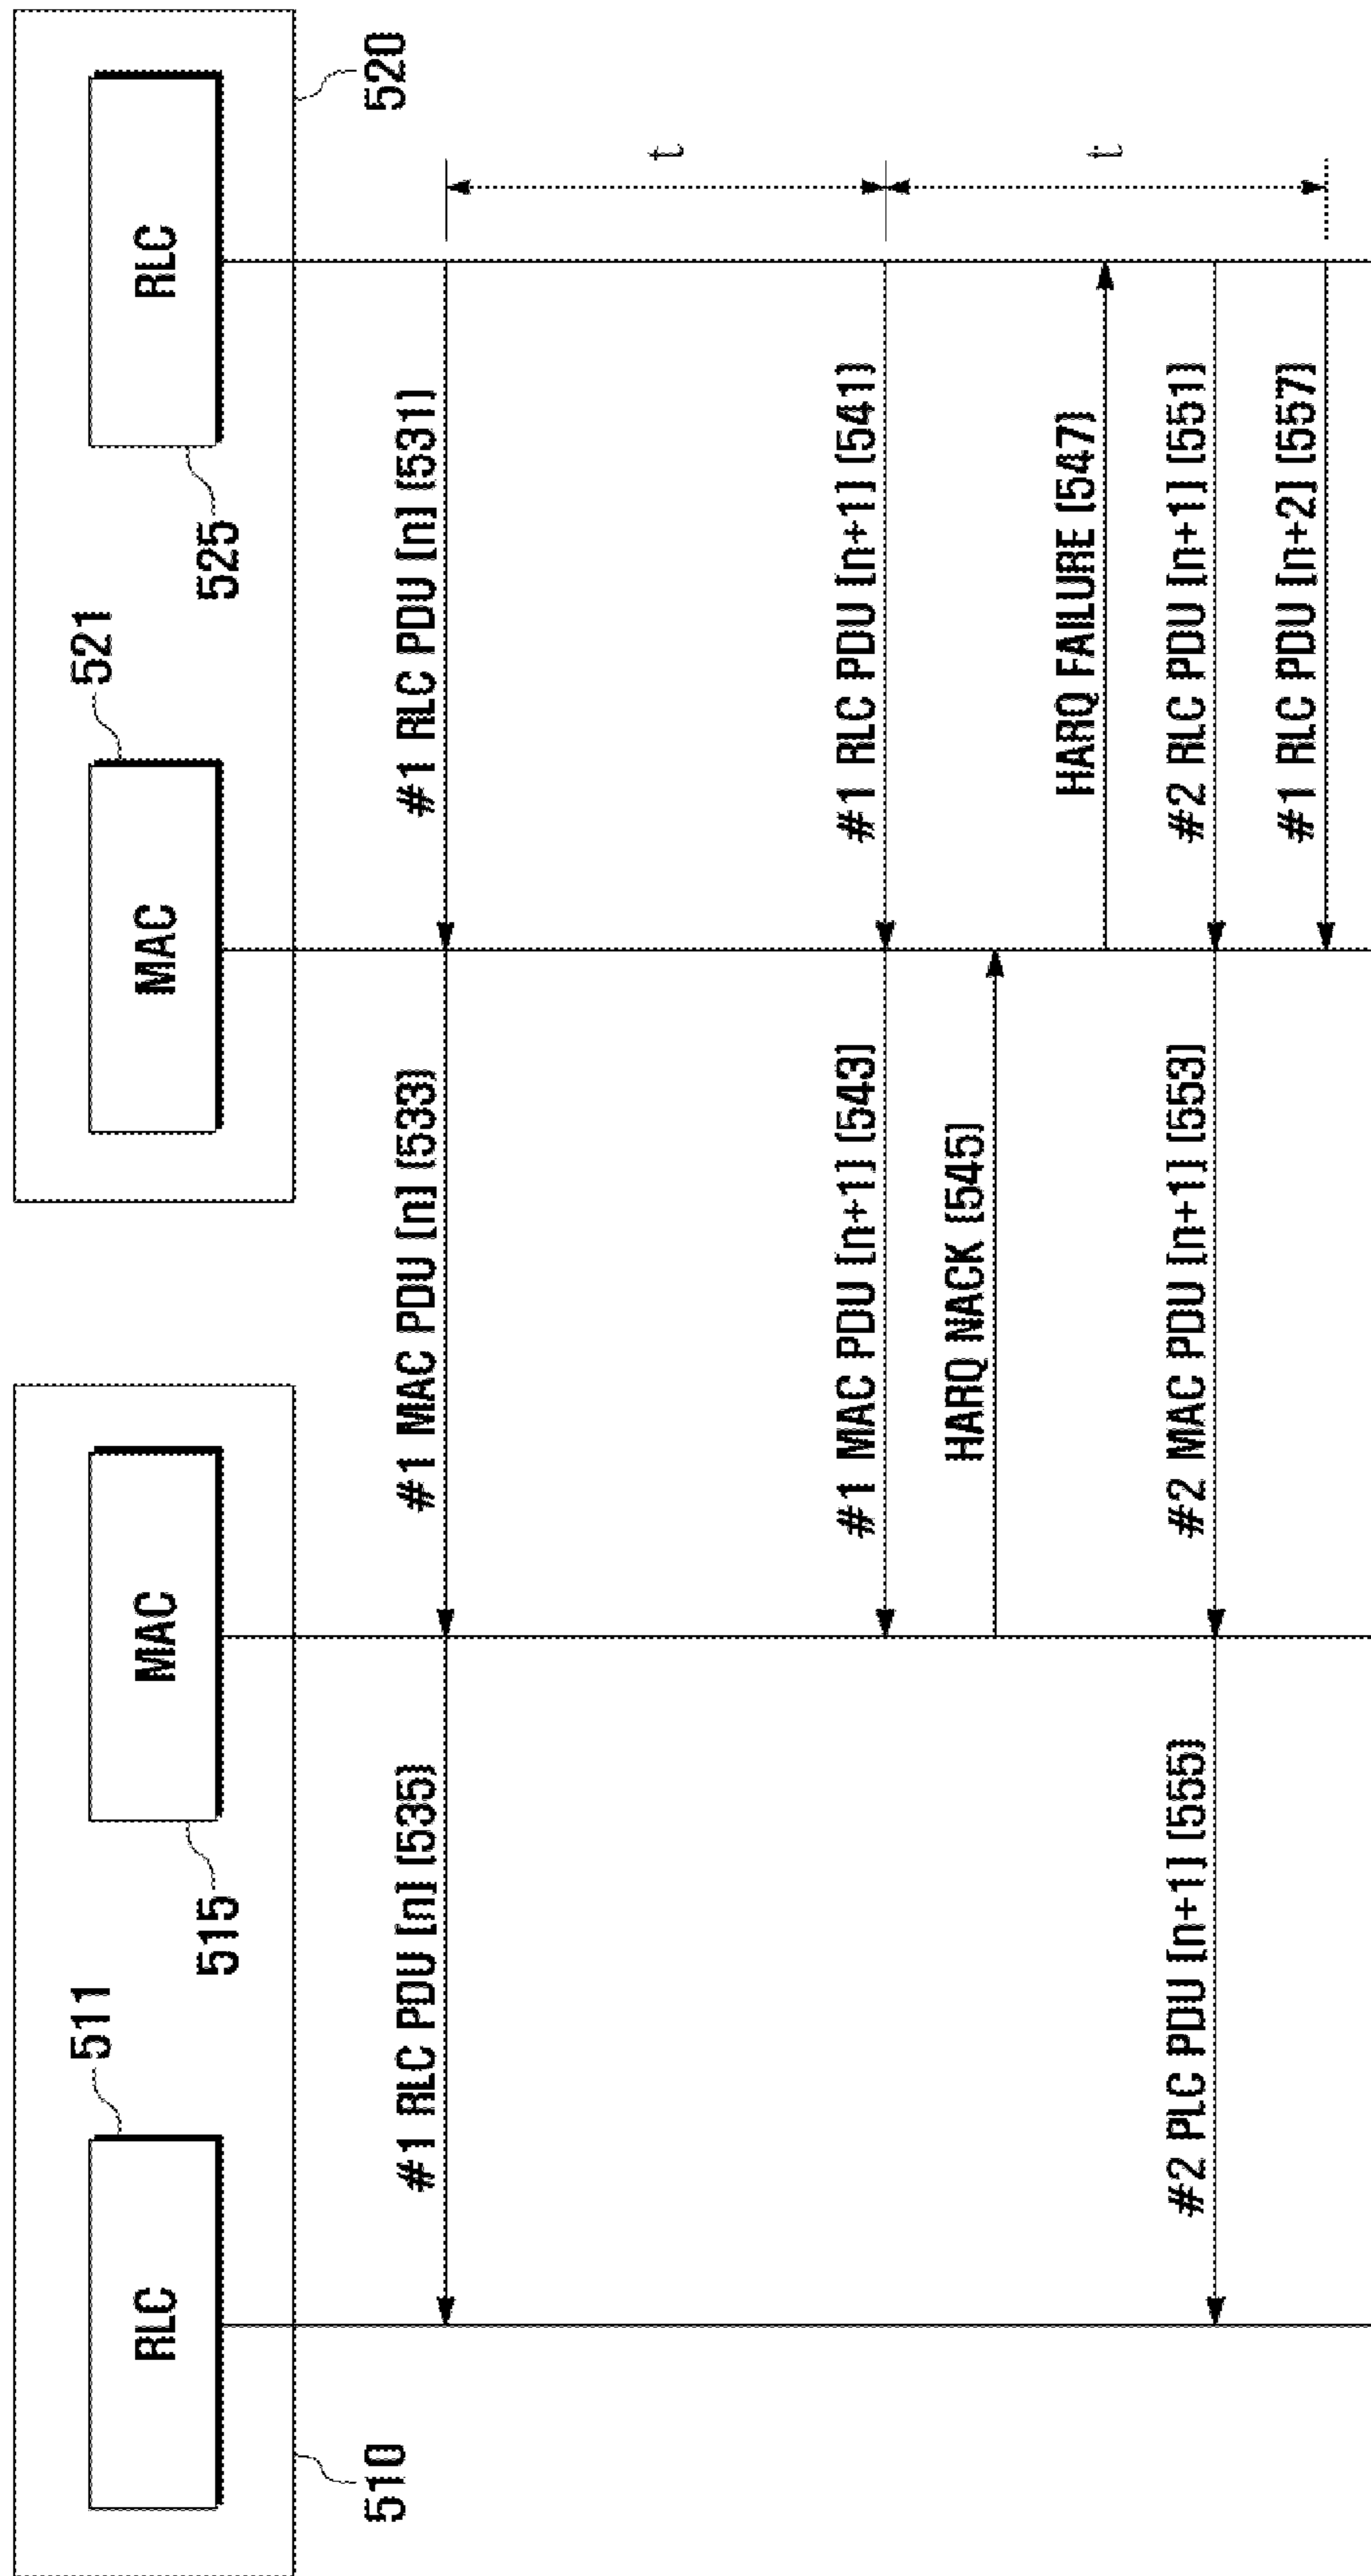 510
520
RLC
511
MAC
515
MAC
521
RLC
525
#1 RLC PDU [n] (535)
#1 MAC PDU [n] (533)
#1 RLC PDU [n] (531)
t
#1 MAC PDU [n+1] (543)
#1 RLC PDU [n+1] (541)
HARQ NACK (545)
HARQ FAILURE (547)
t
#2 PLC PDU [n+1] (555)
#2 MAC PDU [n+1] (553)
#2 RLC PDU [n+1] (551)
#1 RLC PDU [n+2] (557)